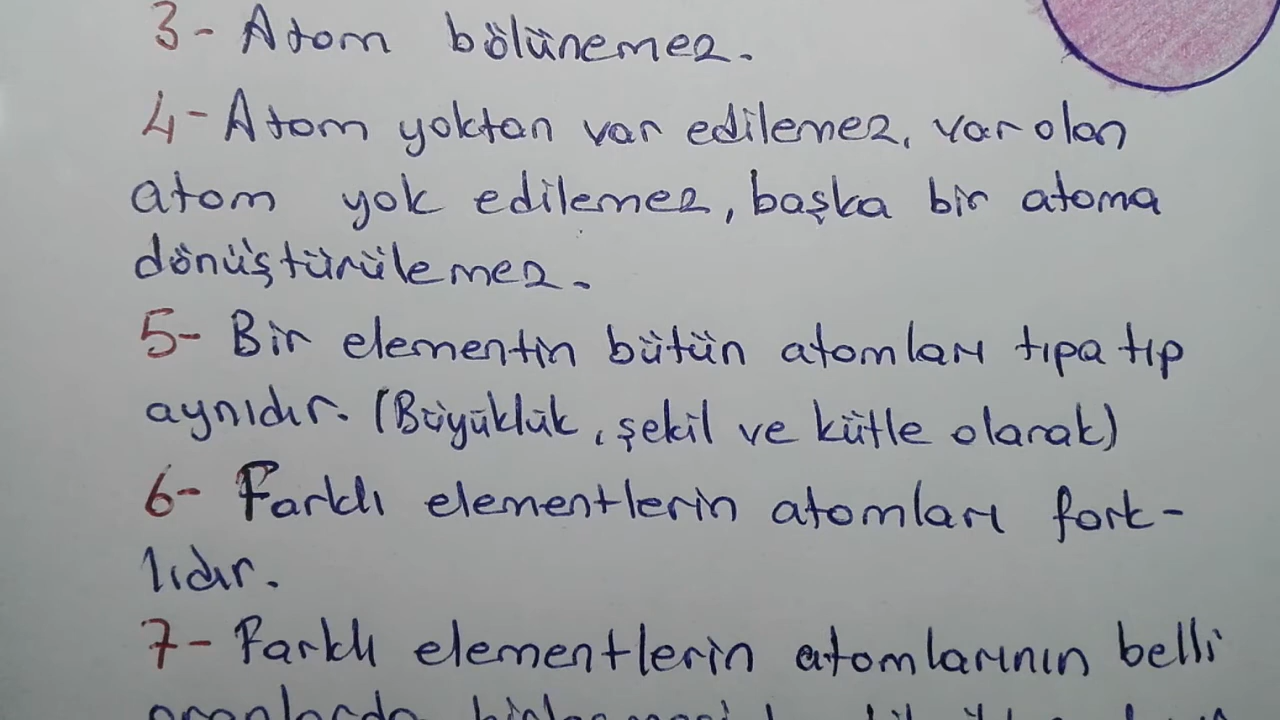 3- Atom bölünemez.
4- Atom yoktan var edilemez, var olan
atom yok edilemez, başka bir atoma
dönüştürülemez.
5- Bir elementin bütün atomları tıpa tıp
aynıdır. (Büyüklük, şekil ve kütle olarak)
6- Farklı elementlerin atomları fark-
lıdır.
7- Farklı elementlerin atomlarının belli
oranlarda birleşmesi